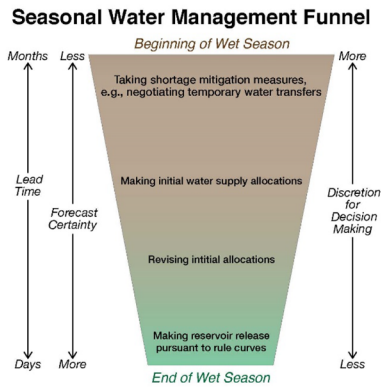 Seasonal Water Management Funnel
Beginning of Wet Season
Months
Less
More
Taking shortage mitigation measures,
e.g., negotiating temporary water transfers
Making initial water supply allocations
Lead
Time
Forecast
Certainty
Discretion
for
Decision
Making
Revising intitial allocations
Making reservoir release
pursuant to rule curves
Days
More
Less
End of Wet Season